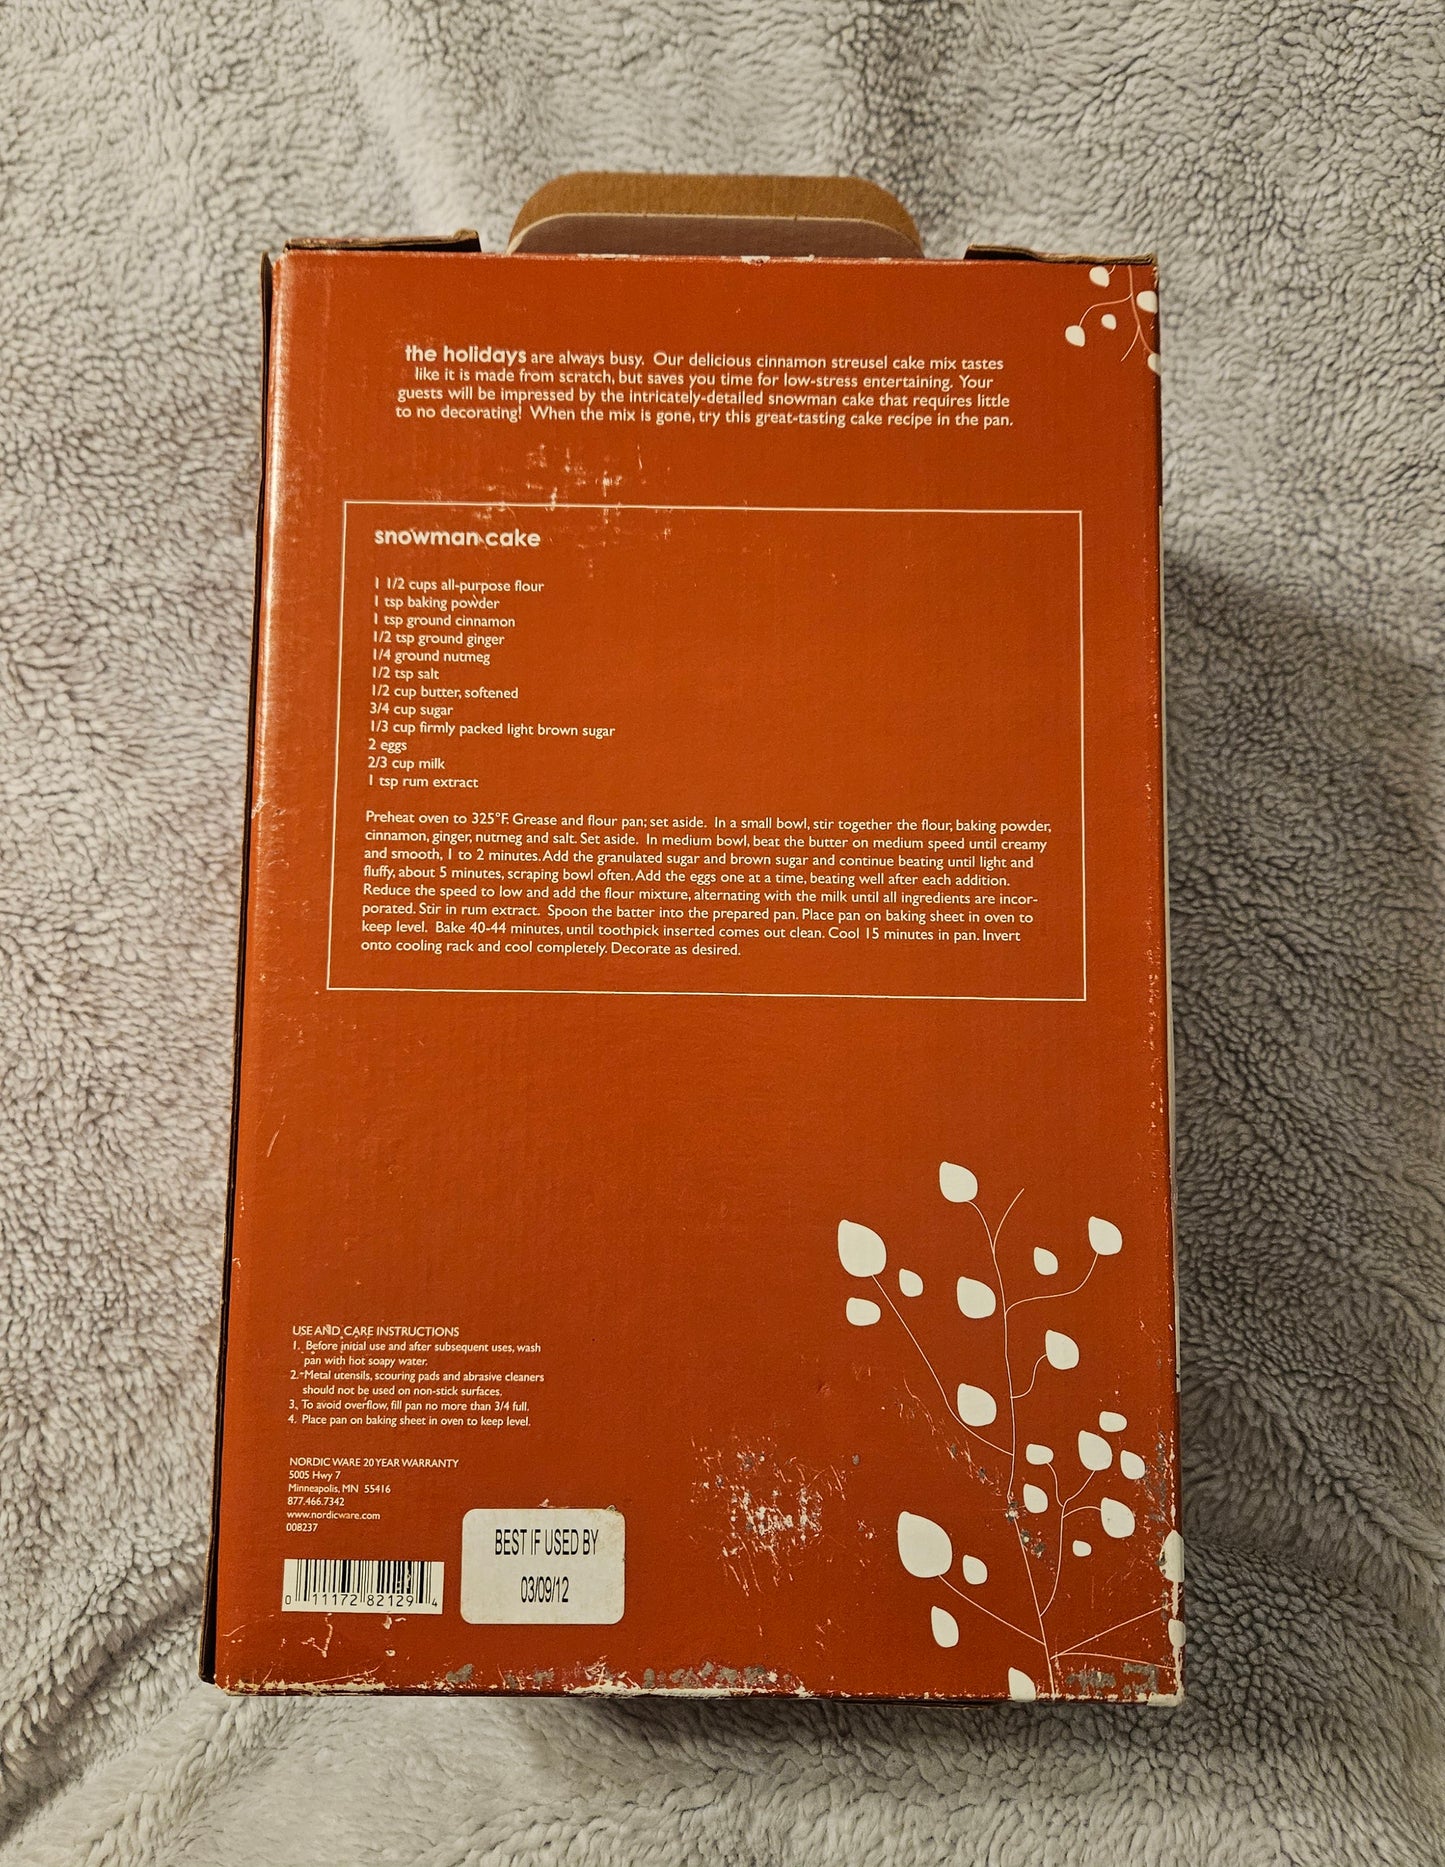 the holidays are always busy. Our delicious cinnamon streusel cake mix tastes
like it is made from scratch, but saves you time for low-stress entertaining. Your
guests will be impressed by the intricately-detailed snowman cake that requires little
to no decorating! When the mix is gone, try this great-tasting cake recipe in the pan.
snowman cake
1 1/2 cups all-purpose flour
1 tsp baking powder
1 tsp ground cinnamon
1/2 tsp ground ginger
1/4 ground nutmeg
1/2 tsp salt
1/2 cup butter, softened
3/4 cup sugar
1/3 cup firmly packed light brown sugar
2 eggs
2/3 cup milk
1 tsp rum extract
Preheat oven to 325°F. Grease and flour pan; set aside. In a small bowl, stir together the flour, baking powder,
cinnamon, ginger, nutmeg and salt. Set aside. In medium bowl, beat the butter on medium speed until creamy
and smooth, 1 to 2 minutes. Add the granulated sugar and brown sugar and continue beating until light and
fluffy, about 5 minutes, scraping bowl often. Add the eggs one at a time, beating well after each addition.
Reduce the speed to low and add the flour mixture, alternating with the milk until all ingredients are incor-
porated. Stir in rum extract. Spoon the batter into the prepared pan. Place pan on baking sheet in oven to
keep level. Bake 40-44 minutes, until toothpick inserted comes out clean. Cool 15 minutes in pan. Invert
onto cooling rack and cool completely. Decorate as desired.
USE AND CARE INSTRUCTIONS
1. Before initial use and after subsequent uses, wash
pan with hot soapy water.
2. Metal utensils, scouring pads and abrasive cleaners
should not be used on non-stick surfaces.
3. To avoid overflow, fill pan no more than 3/4 full.
4. Place pan on baking sheet in oven to keep level.
NORDIC WARE 20 YEAR WARRANTY
5005 Hwy 7
Minneapolis, MN 55416
877.466.7342
www.nordicware.com
008237
0 11172 82129 4
BEST IF USED BY
03/09/12